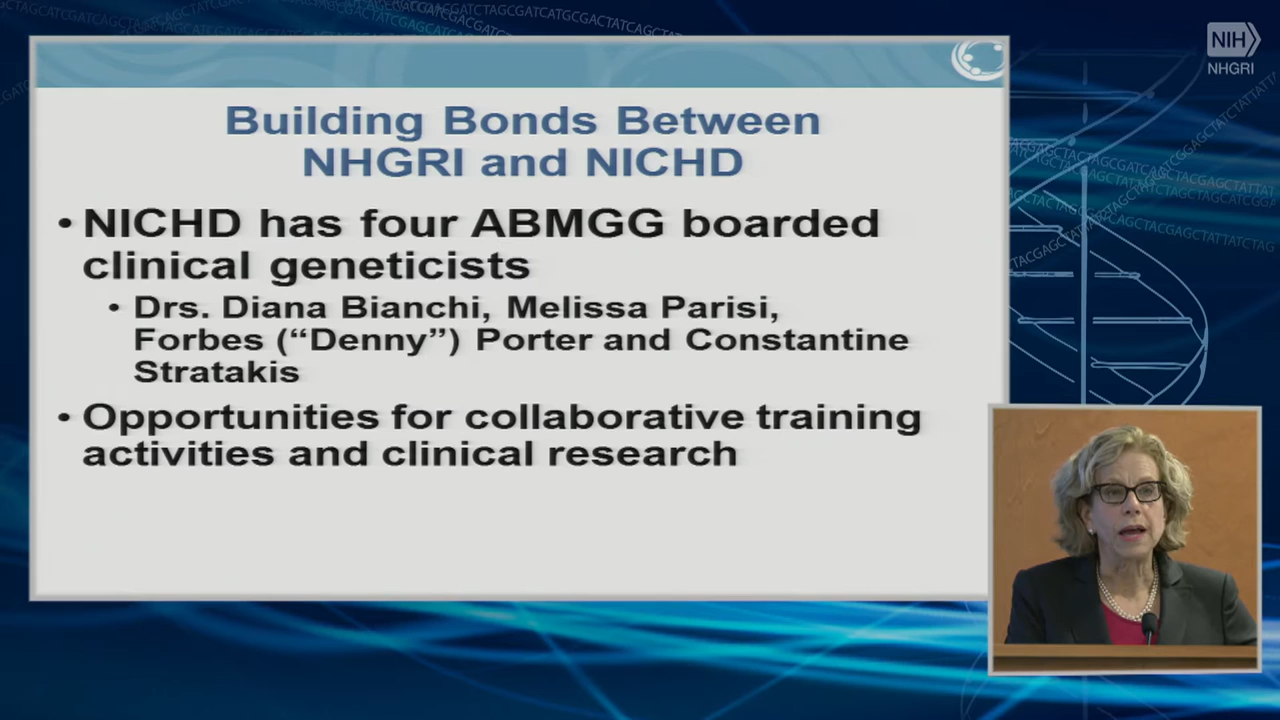 NIH
NHGRI
Building Bonds Between
NHGRI and NICHD
• NICHD has four ABMGG boarded
clinical geneticists
• Drs. Diana Bianchi, Melissa Parisi,
Forbes (“Denny”) Porter and Constantine
Stratakis
• Opportunities for collaborative training
activities and clinical research